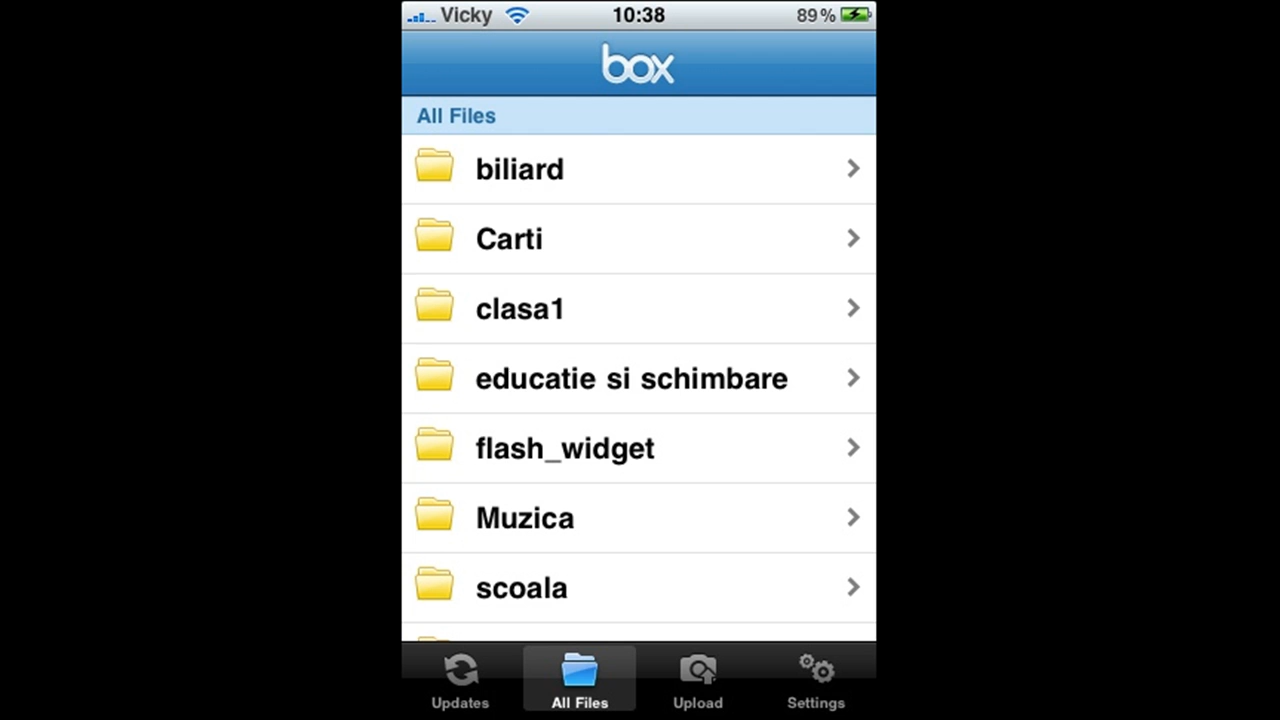 Vicky 10:38 89%
box
All Files
biliard
Carti
clasa1
educatie si schimbare
flash_widget
Muzica
scoala
Updates All Files Upload Settings